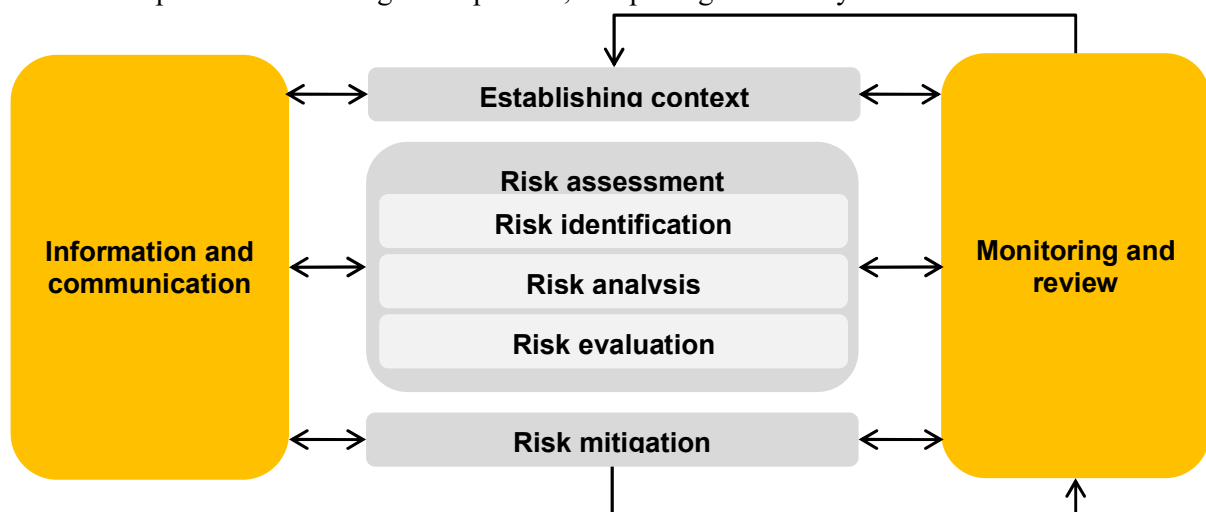 Establishing context
Risk assessment
Risk identification
Information and
communication
Risk analysis
Risk evaluation
Monitoring and
review
Risk mitigation